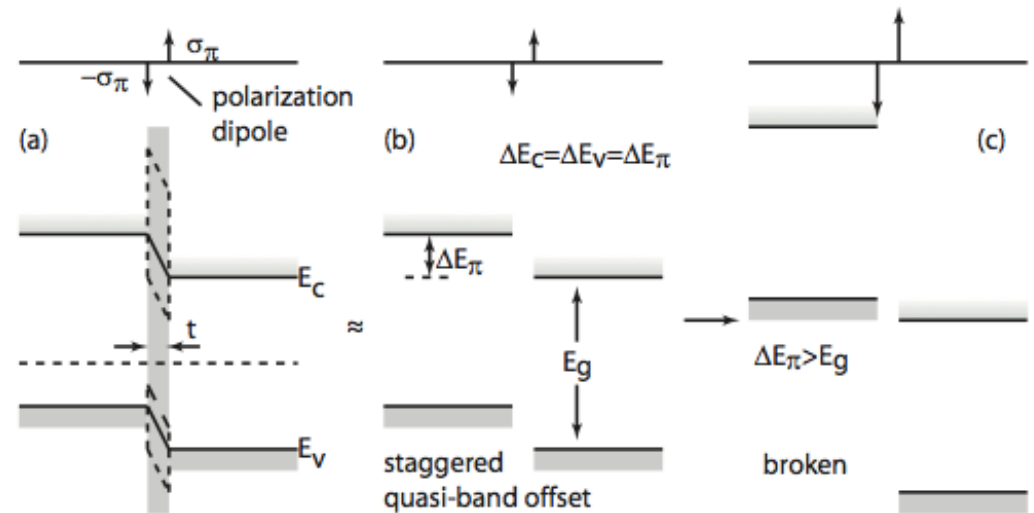 σπ
−σπ
polarization
dipole
(a)
Ec
t
Ev
≈
(b)
ΔEc=ΔEv=ΔEπ
ΔEπ
Eg
staggered
quasi-band offset
(c)
ΔEπ>Eg
broken